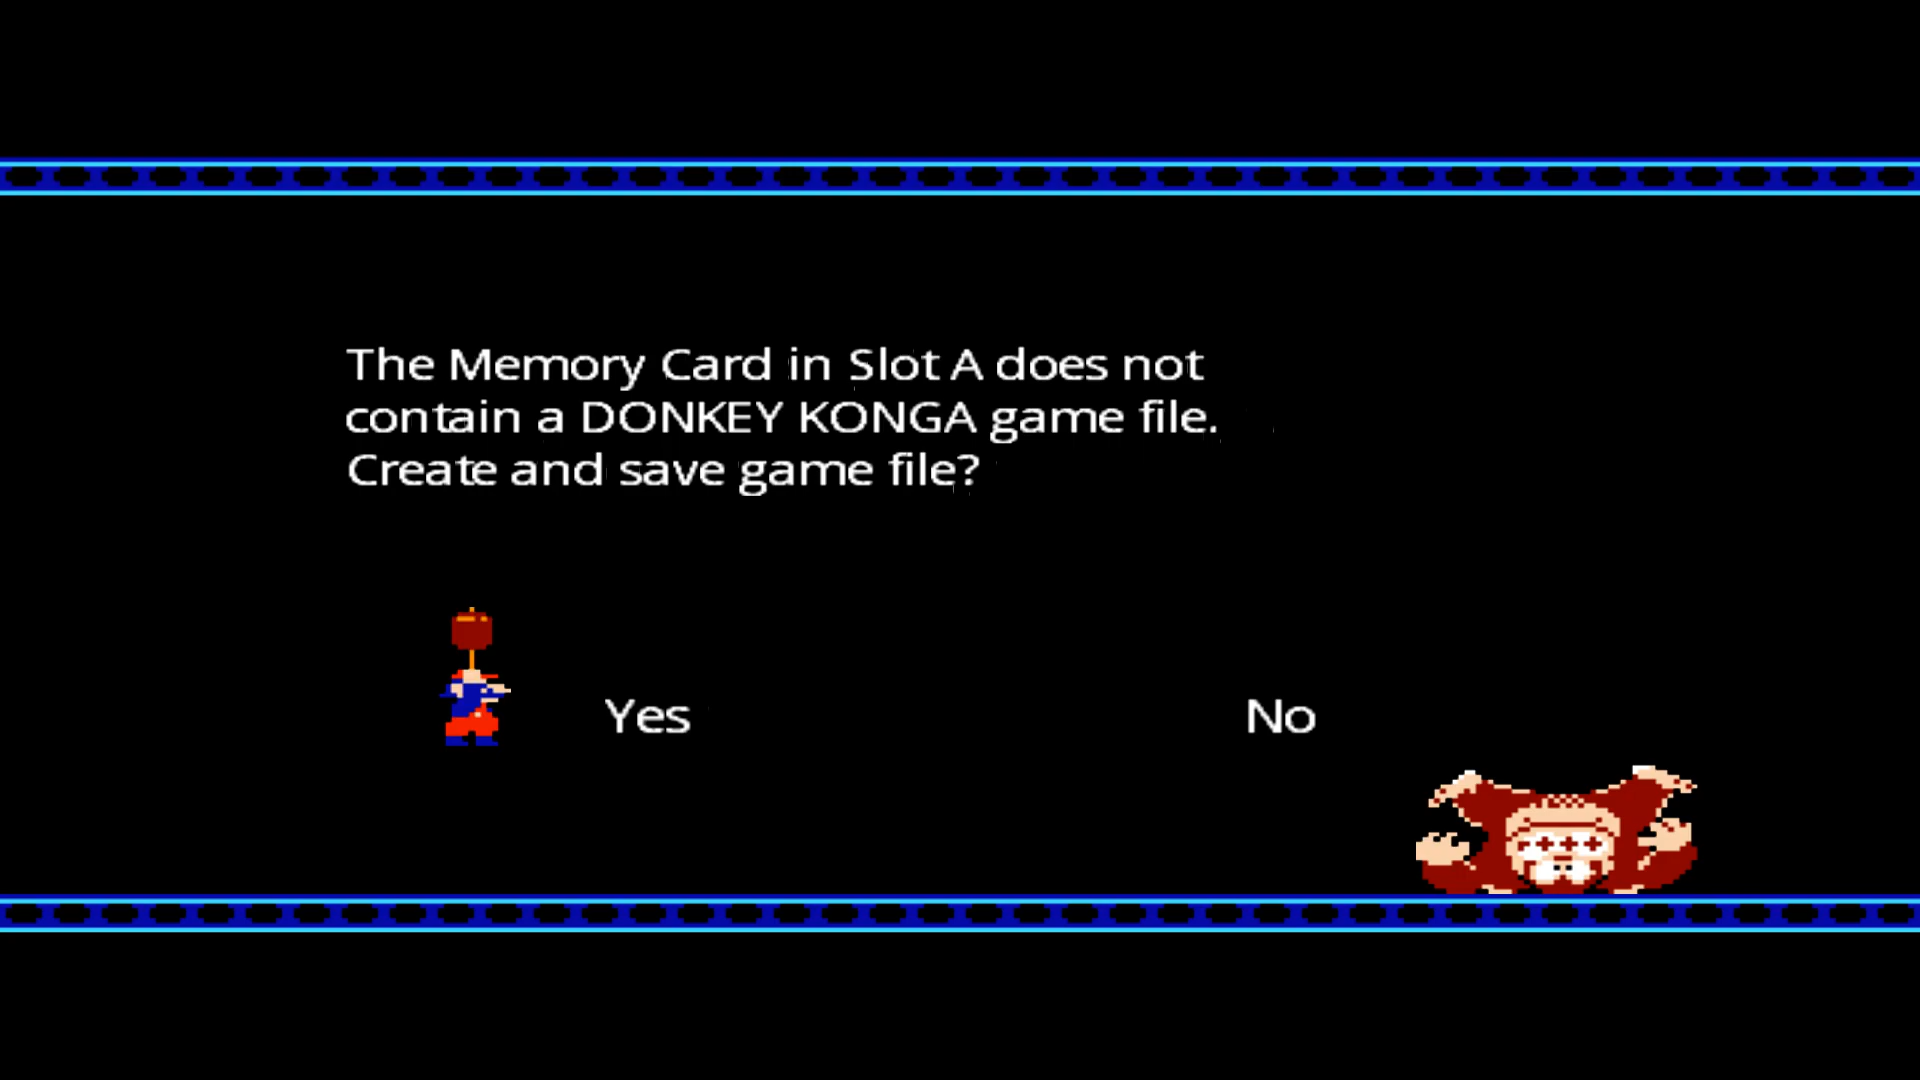 The Memory Card in Slot A does not
contain a DONKEY KONGA game file.
Create and save game file?
Yes
No